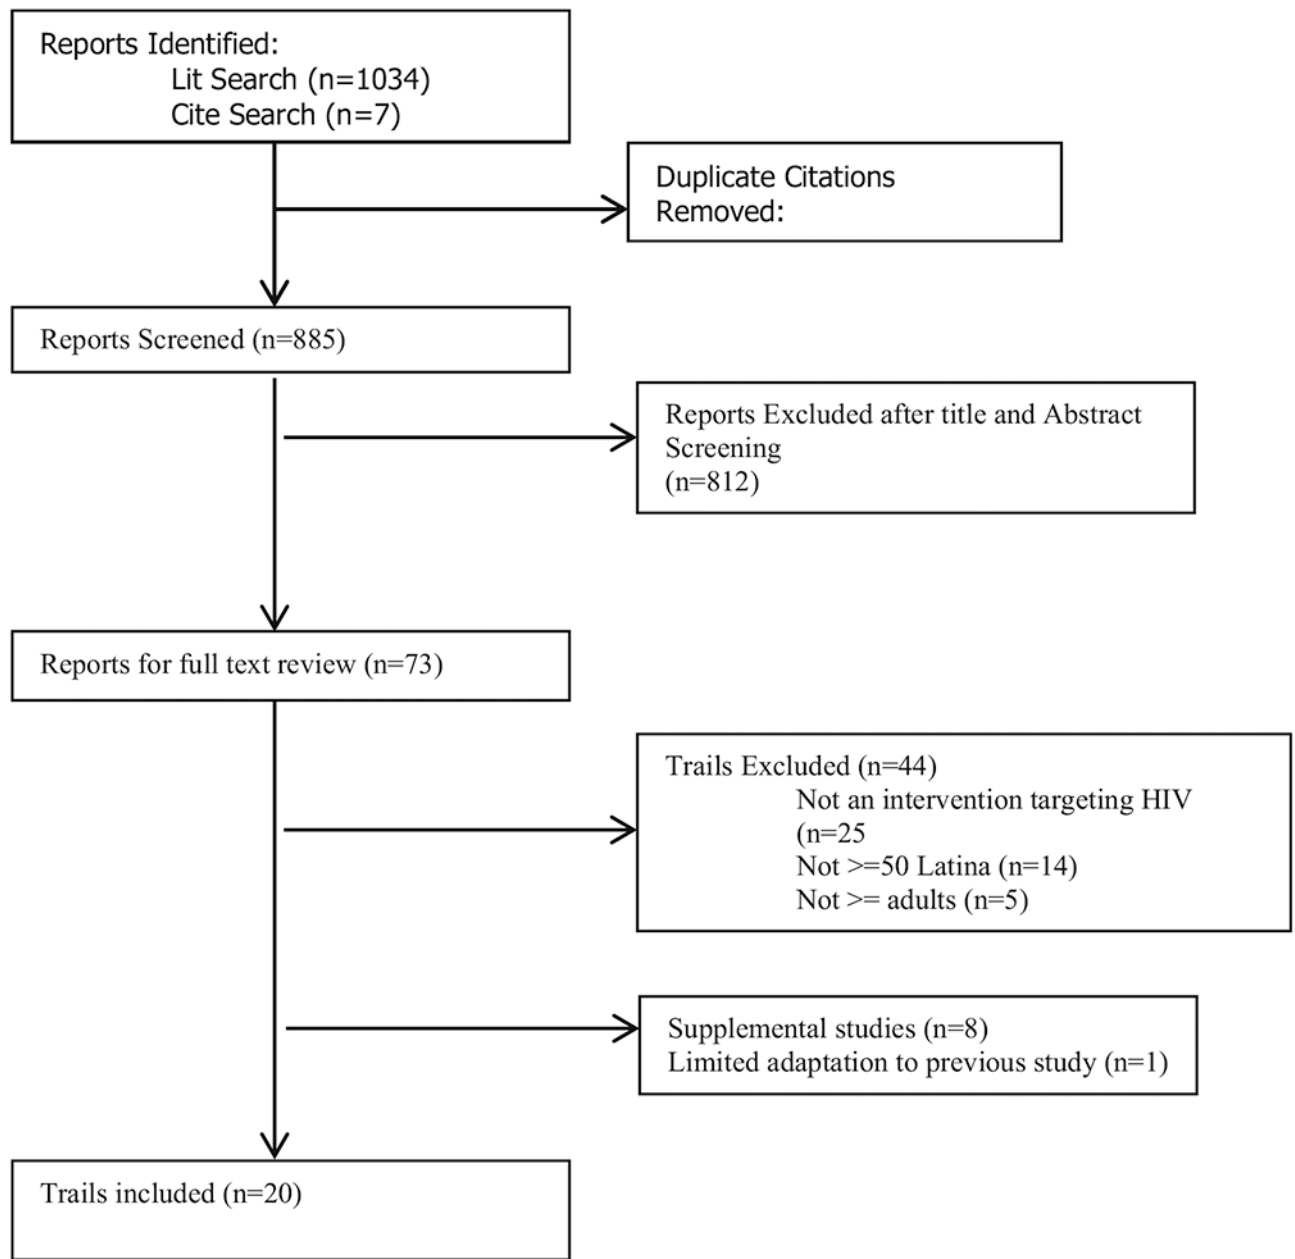 Reports Identified:
Lit Search (n=1034)
Cite Search (n=7)
Duplicate Citations
Removed:
Reports Screened (n=885)
Reports Excluded after title and Abstract
Screening
(n=812)
Reports for full text review (n=73)
Trails Excluded (n=44)
Not an intervention targeting HIV
(n=25
Not >=50 Latina (n=14)
Not >= adults (n=5)
Supplemental studies (n=8)
Limited adaptation to previous study (n=1)
Trails included (n=20)